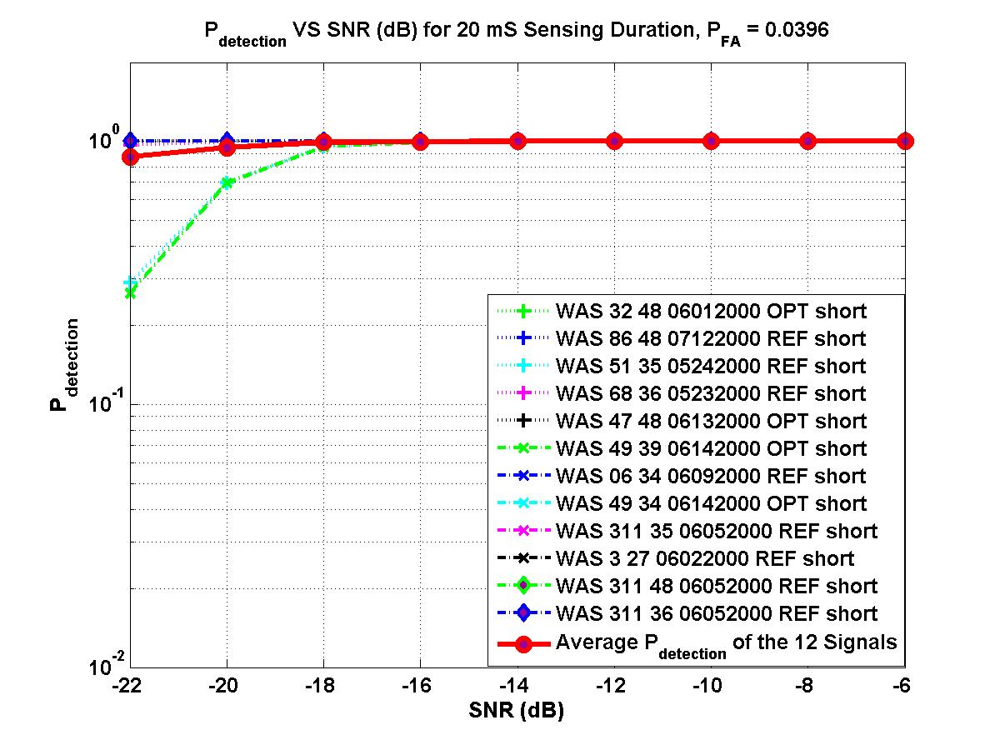 P_detection VS SNR (dB) for 20 mS Sensing Duration, P_FA = 0.0396
10^0
10^-1
10^-2
P_detection
WAS 32 48 06012000 OPT short
WAS 86 48 07122000 REF short
WAS 51 35 05242000 REF short
WAS 68 36 05232000 REF short
WAS 47 48 06132000 OPT short
WAS 49 39 06142000 OPT short
WAS 06 34 06092000 REF short
WAS 49 34 06142000 OPT short
WAS 311 35 06052000 REF short
WAS 3 27 06022000 REF short
WAS 311 48 06052000 REF short
WAS 311 36 06052000 REF short
Average P_detection of the 12 Signals
-22 -20 -18 -16 -14 -12 -10 -8 -6
SNR (dB)